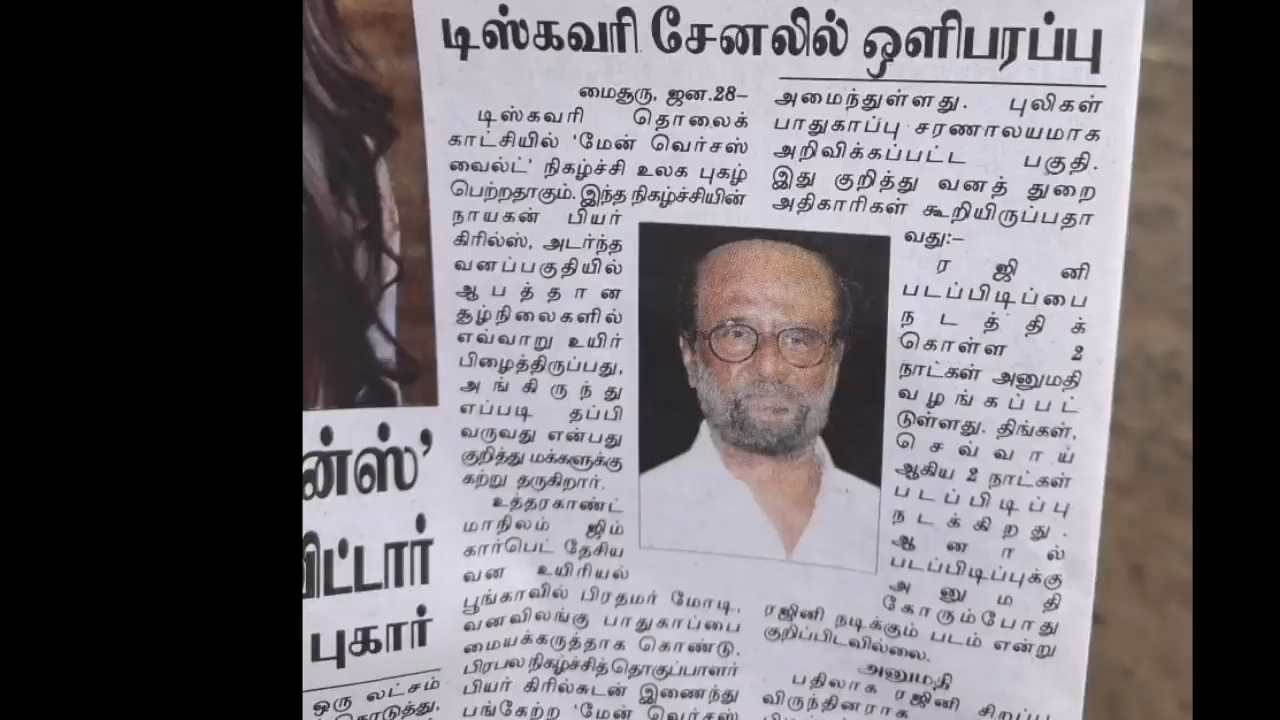 டிஸ்கவரி சேனலில் ஒளிபரப்பு
மைசூரு, ஜன.28–
டிஸ்கவரி தொலைக்
காட்சியில் 'மேன் வெர்சஸ்
வைல்ட்' நிகழ்ச்சி உலக புகழ்
பெற்றதாகும். இந்த நிகழ்ச்சியின்
நாயகன் பியர்
கிரில்ஸ், அடர்ந்த
வனப்பகுதியில்
ஆபத்தான
சூழ்நிலைகளில்
எவ்வாறு உயிர்
பிழைத்திருப்பது,
அங்கிருந்து
எப்படி தப்பி
வருவது என்பது
குறித்து மக்களுக்கு
கற்று தருகிறார்.
உத்தரகாண்ட்
மாநிலம் ஜிம்
கார்பெட் தேசிய
வன உயிரியல்
பூங்காவில் பிரதமர் மோடி,
வனவிலங்கு பாதுகாப்பை
மையக்கருத்தாக கொண்டு,
பிரபல நிகழ்ச்சித்தொகுப்பாளர்
பியர் கிரில்சுடன் இணைந்து
பங்கேற்ற 'மேன் வெர்சஸ்
அமைந்துள்ளது. புலிகள்
பாதுகாப்பு சரணாலயமாக
அறிவிக்கப்பட்ட பகுதி.
இது குறித்து வனத் துறை
அதிகாரிகள் கூறியிருப்பதா
வது:–
ரஜினி
படப்பிடிப்பை
நடத்திக்
கொள்ள 2
நாட்கள் அனுமதி
வழங்கப்பட்
டுள்ளது. திங்கள்,
செவ்வாய்
ஆகிய 2 நாட்கள்
படப்பிடிப்பு
நடக்கிறது.
ஆனால்
படப்பிடிப்புக்கு
அனுமதி
கோரும்போது
ரஜினி நடிக்கும் படம் என்று
குறிப்பிடவில்லை.
அனுமதி
பதிலாக ரஜினி சிறப்பு
விருந்தினராக
ன்ஸ்'
விட்டார்
புகார்
ஒரு லட்சம்